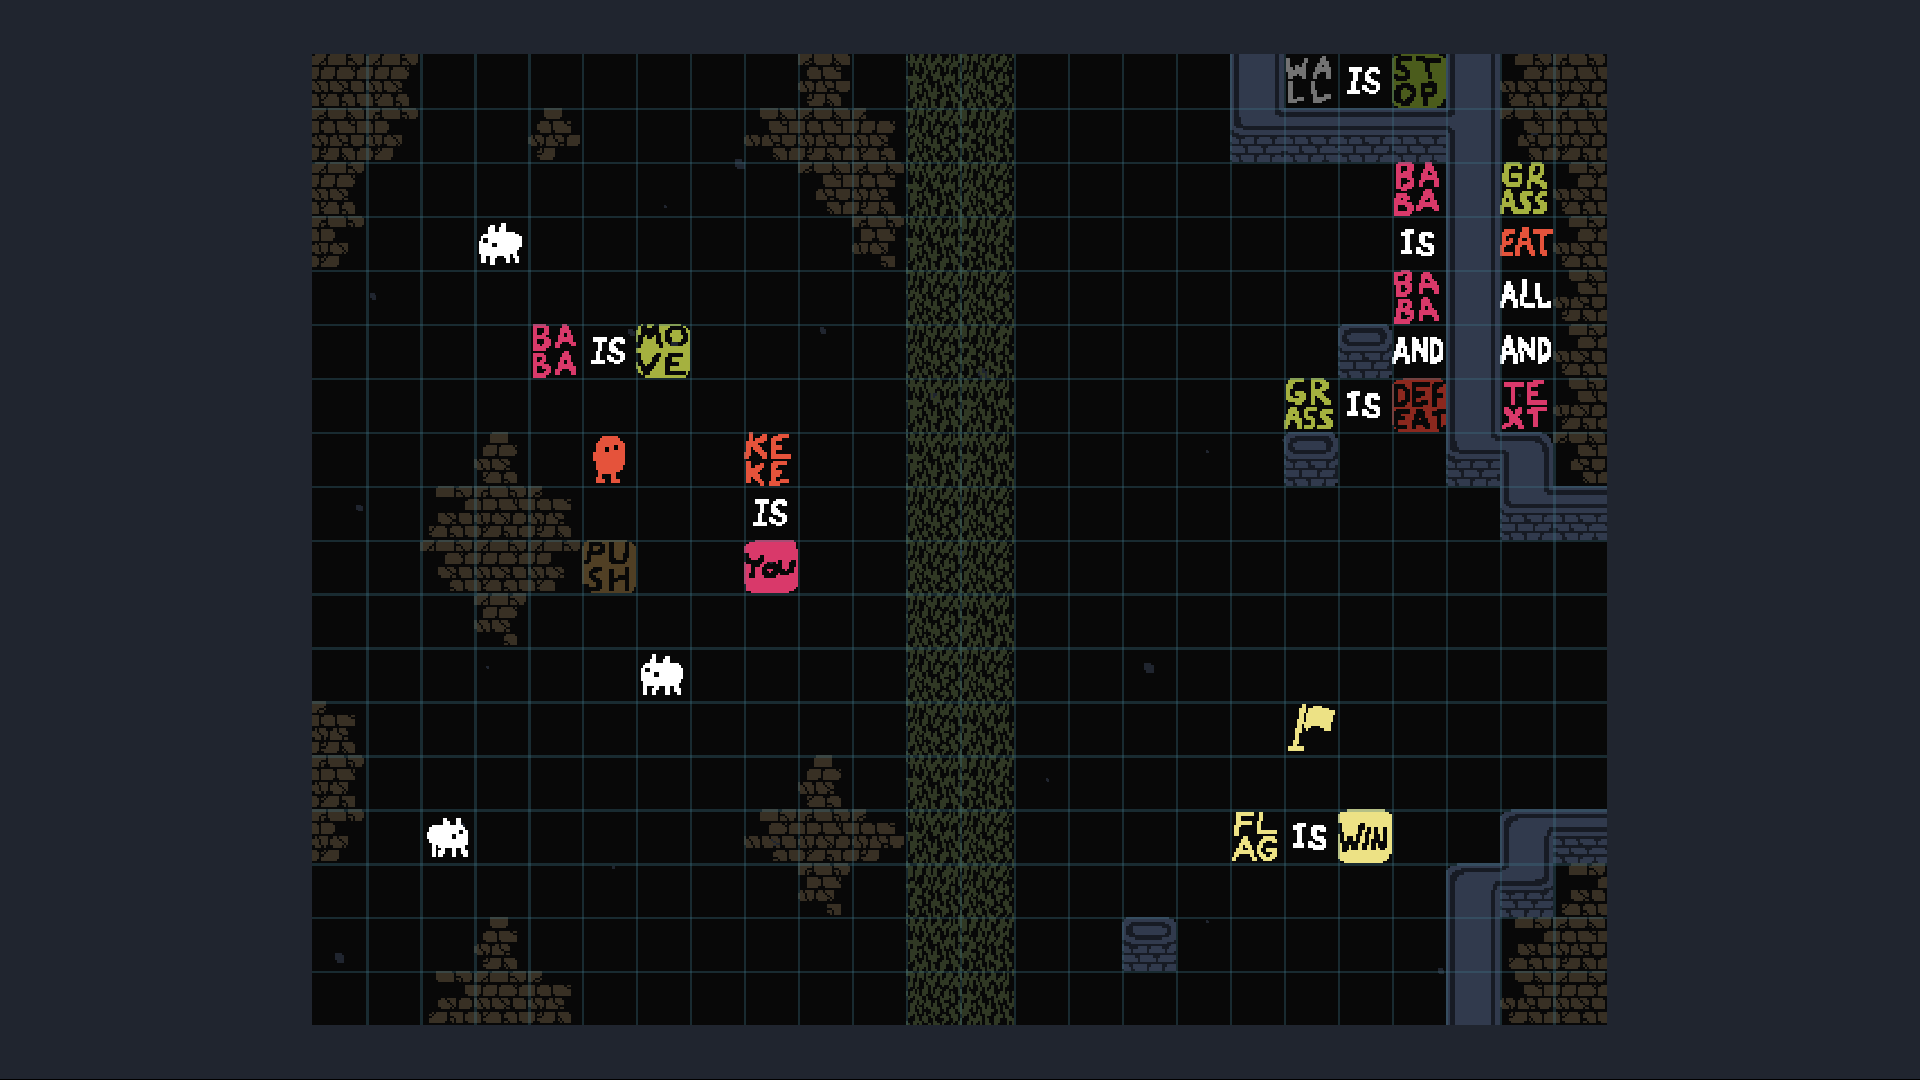 WALL IS STOP
BABA
IS
BABA
AND
GRASS
EAT
ALL
AND
TEXT
BABA IS MOVE
GRASS IS DEFEAT
KEKE
IS
YOU
PUSH
FLAG IS WIN